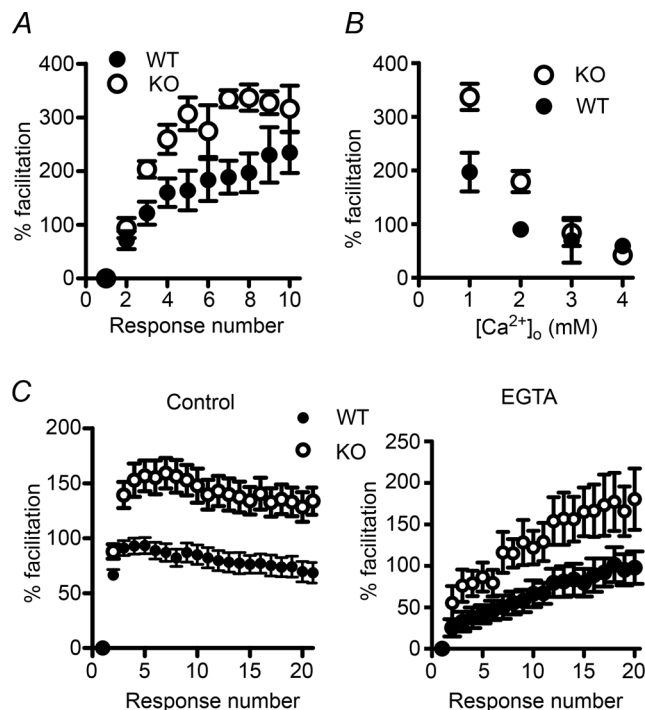 A
WT
KO
% facilitation
400
300
200
100
0
0 2 4 6 8 10
Response number
B
KO
WT
% facilitation
400
300
200
100
0
0 1 2 3 4
[Ca²⁺]ₒ (mM)
C
Control
WT
KO
% facilitation
200
150
100
50
0
0 5 10 15 20
Response number
EGTA
% facilitation
250
200
150
100
50
0
0 5 10 15 20
Response number